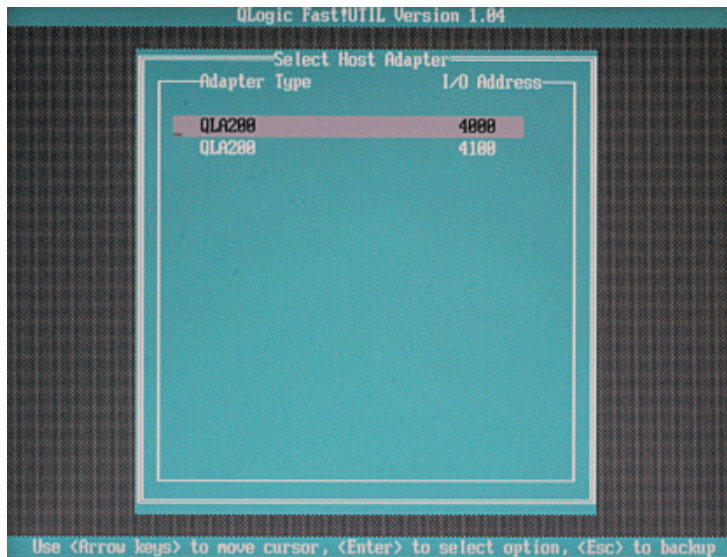 QLogic Fast!UTIL Version 1.04
Select Host Adapter
Adapter Type I/O Address
QLA200 4000
QLA200 4100
Use <Arrow keys> to move cursor, <Enter> to select option, <Esc> to backup